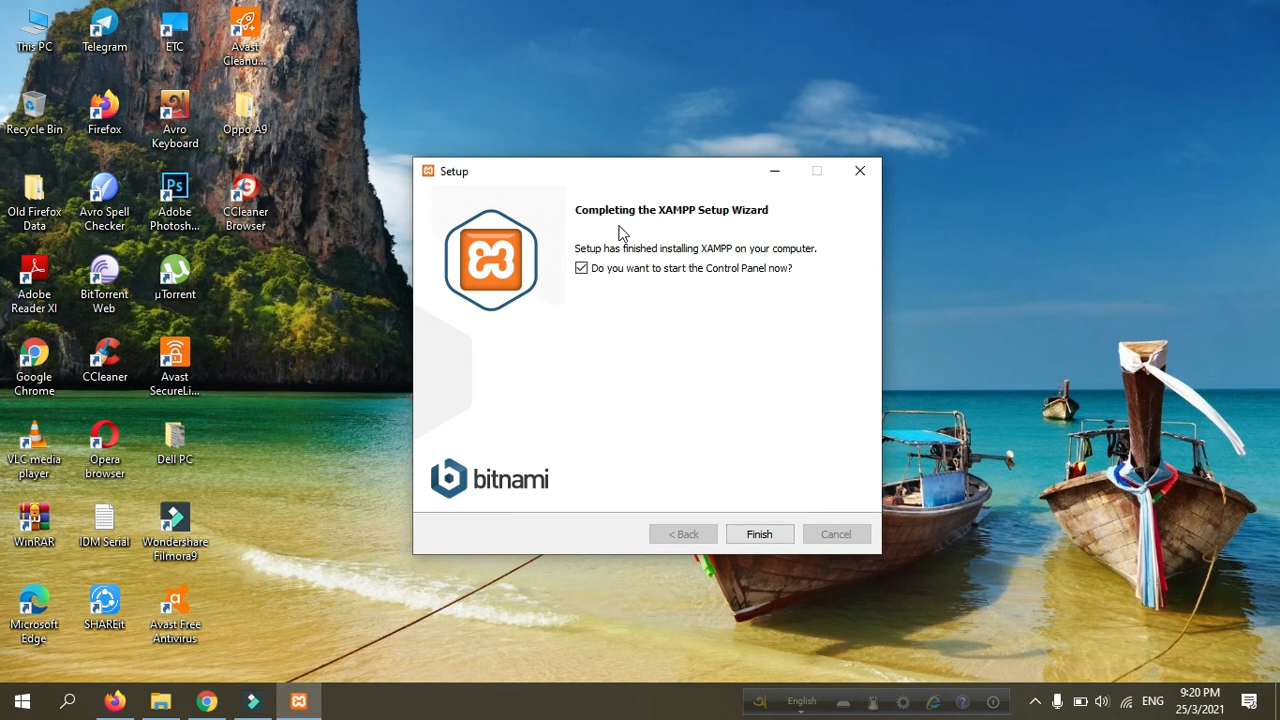 This PC
Telegram
ETC
Avast
Cleanu...
Recycle Bin
Firefox
Avro
Keyboard
Oppo A9
Old Firefox
Data
Avro Spell
Checker
Adobe
Photosh...
CCleaner
Browser
Adobe
Reader XI
BitTorrent
Web
µTorrent
Google
Chrome
CCleaner
Avast
SecureLi...
VLC media
player
Opera
browser
Dell PC
WinRAR
IDM Serial
Wondershare
Filmora9
Microsoft
Edge
SHAREit
Avast Free
Antivirus
Setup
Completing the XAMPP Setup Wizard
Setup has finished installing XAMPP on your computer.
Do you want to start the Control Panel now?
bitnami
< Back
Finish
Cancel
English
ENG
9:20 PM
25/3/2021